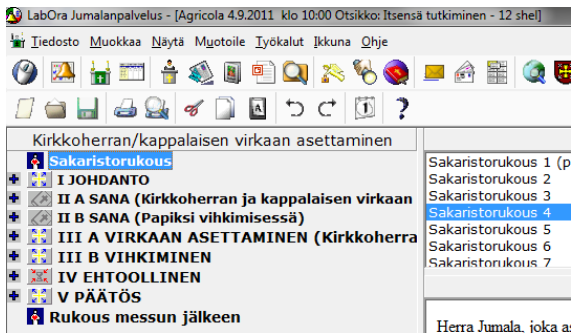 LabOra Jumalanpalvelus - [Agricola 4.9.2011 klo 10:00 Otsikko: Itsensä tutkiminen - 12 shel]
Tiedosto Muokkaa Näytä Muotoile Työkalut Ikkuna Ohje
Kirkkoherran/kappalaisen virkaan asettaminen
Sakaristorukous
I JOHDANTO
II A SANA (Kirkkoherran ja kappalaisen virkaan
II B SANA (Papiksi vihkimisessä)
III A VIRKAAN ASETTAMINEN (Kirkkoherra
III B VIHKIMINEN
IV EHTOOLLINEN
V PÄÄTÖS
Rukous messun jälkeen
Sakaristorukous 1 (p
Sakaristorukous 2
Sakaristorukous 3
Sakaristorukous 4
Sakaristorukous 5
Sakaristorukous 6
Sakaristorukous 7
Herra Jumala, joka as